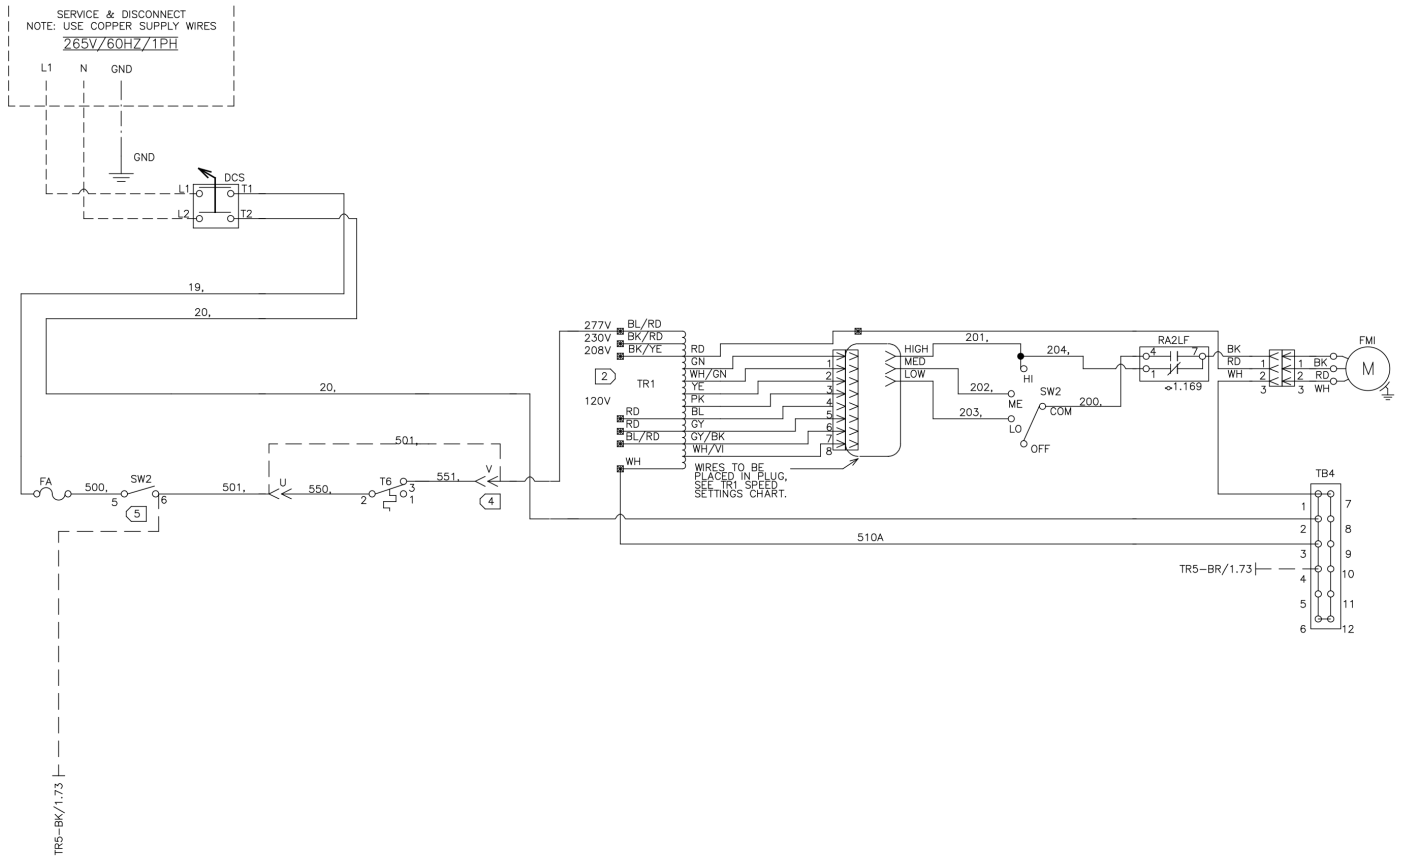 SERVICE & DISCONNECT
NOTE: USE COPPER SUPPLY WIRES
265V/60HZ/1PH
L1 N GND
GND
DCS
L1 T1
L2 T2
19,
20,
20,
277V BL/RD
230V BK/RD
208V BK/YE
2
TR1
120V
RD
RD
BL/RD
WH
RD
GN
WH/GN
YE
PK
BL
GY
GY/BK
WH/VI
1
2
3
4
5
6
7
8
WIRES TO BE
PLACED IN PLUG,
SEE TR1 SPEED
SETTINGS CHART.
HIGH
MED
LOW
201,
202,
203,
204,
HI
ME
LO
OFF
SW2
COM
200,
RA2LF
4 7
1
1.169
BK
RD
WH
1 1 BK
2 2 RD
3 3 WH
FMI
M
FA
500,
SW2
5 6
5
501,
501,
U
550,
T6
2 3
1
551,
V
4
510A
TB4
1 7
2 8
3 9
4 10
5 11
6 12
TR5-BR/1.73
TR5-BK/1.73